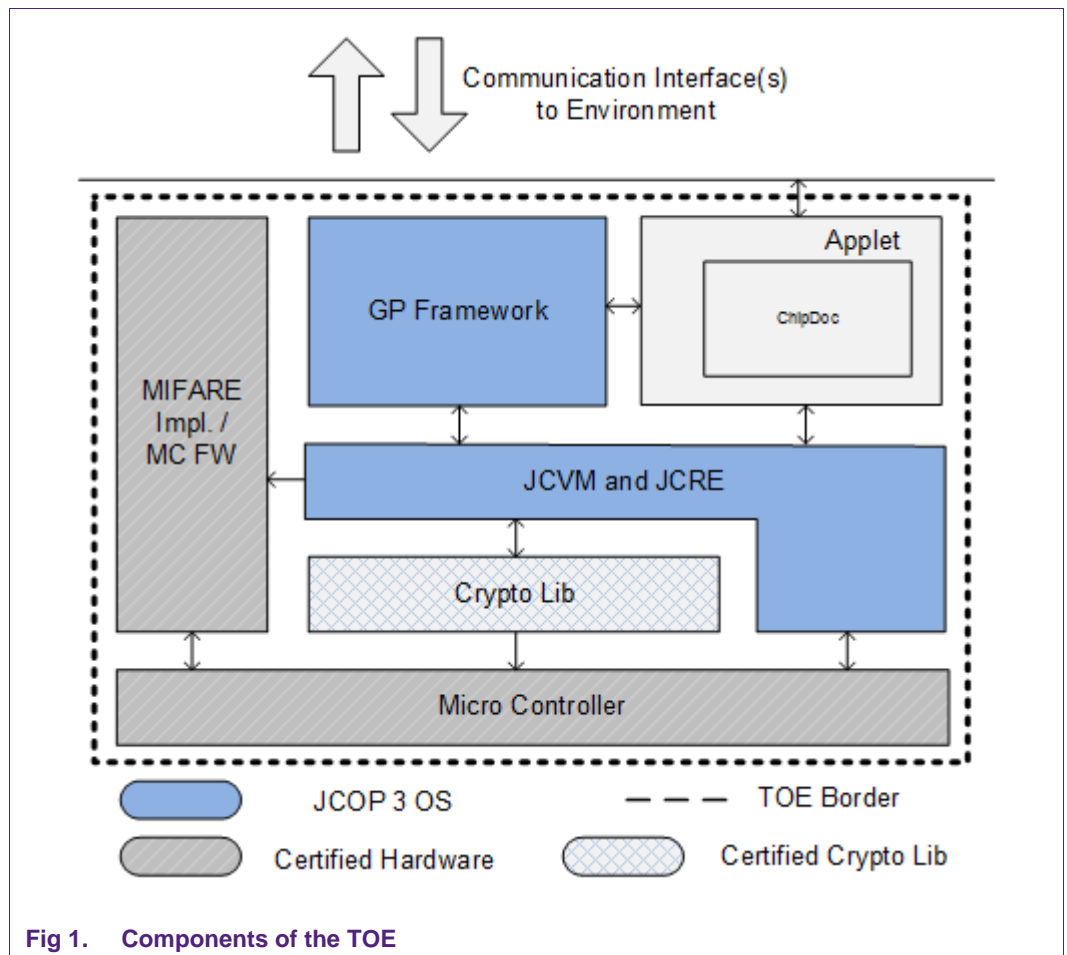 Communication Interface(s)
to Environment
Applet
GP Framework
ChipDoc
MIFARE
Impl. /
MC FW
JCVM and JCRE
Crypto Lib
Micro Controller
JCOP 3 OS
TOE Border
Certified Hardware
Certified Crypto Lib
Fig 1. Components of the TOE